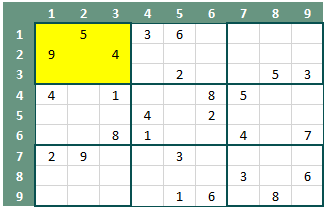 1 2 3 4 5 6 7 8 9
1 5 3 6
2 9 4
3 2 5 3
4 4 1 8 5
5 4 2
6 8 1 4 7
7 2 9 3
8 3 6
9 1 6 8